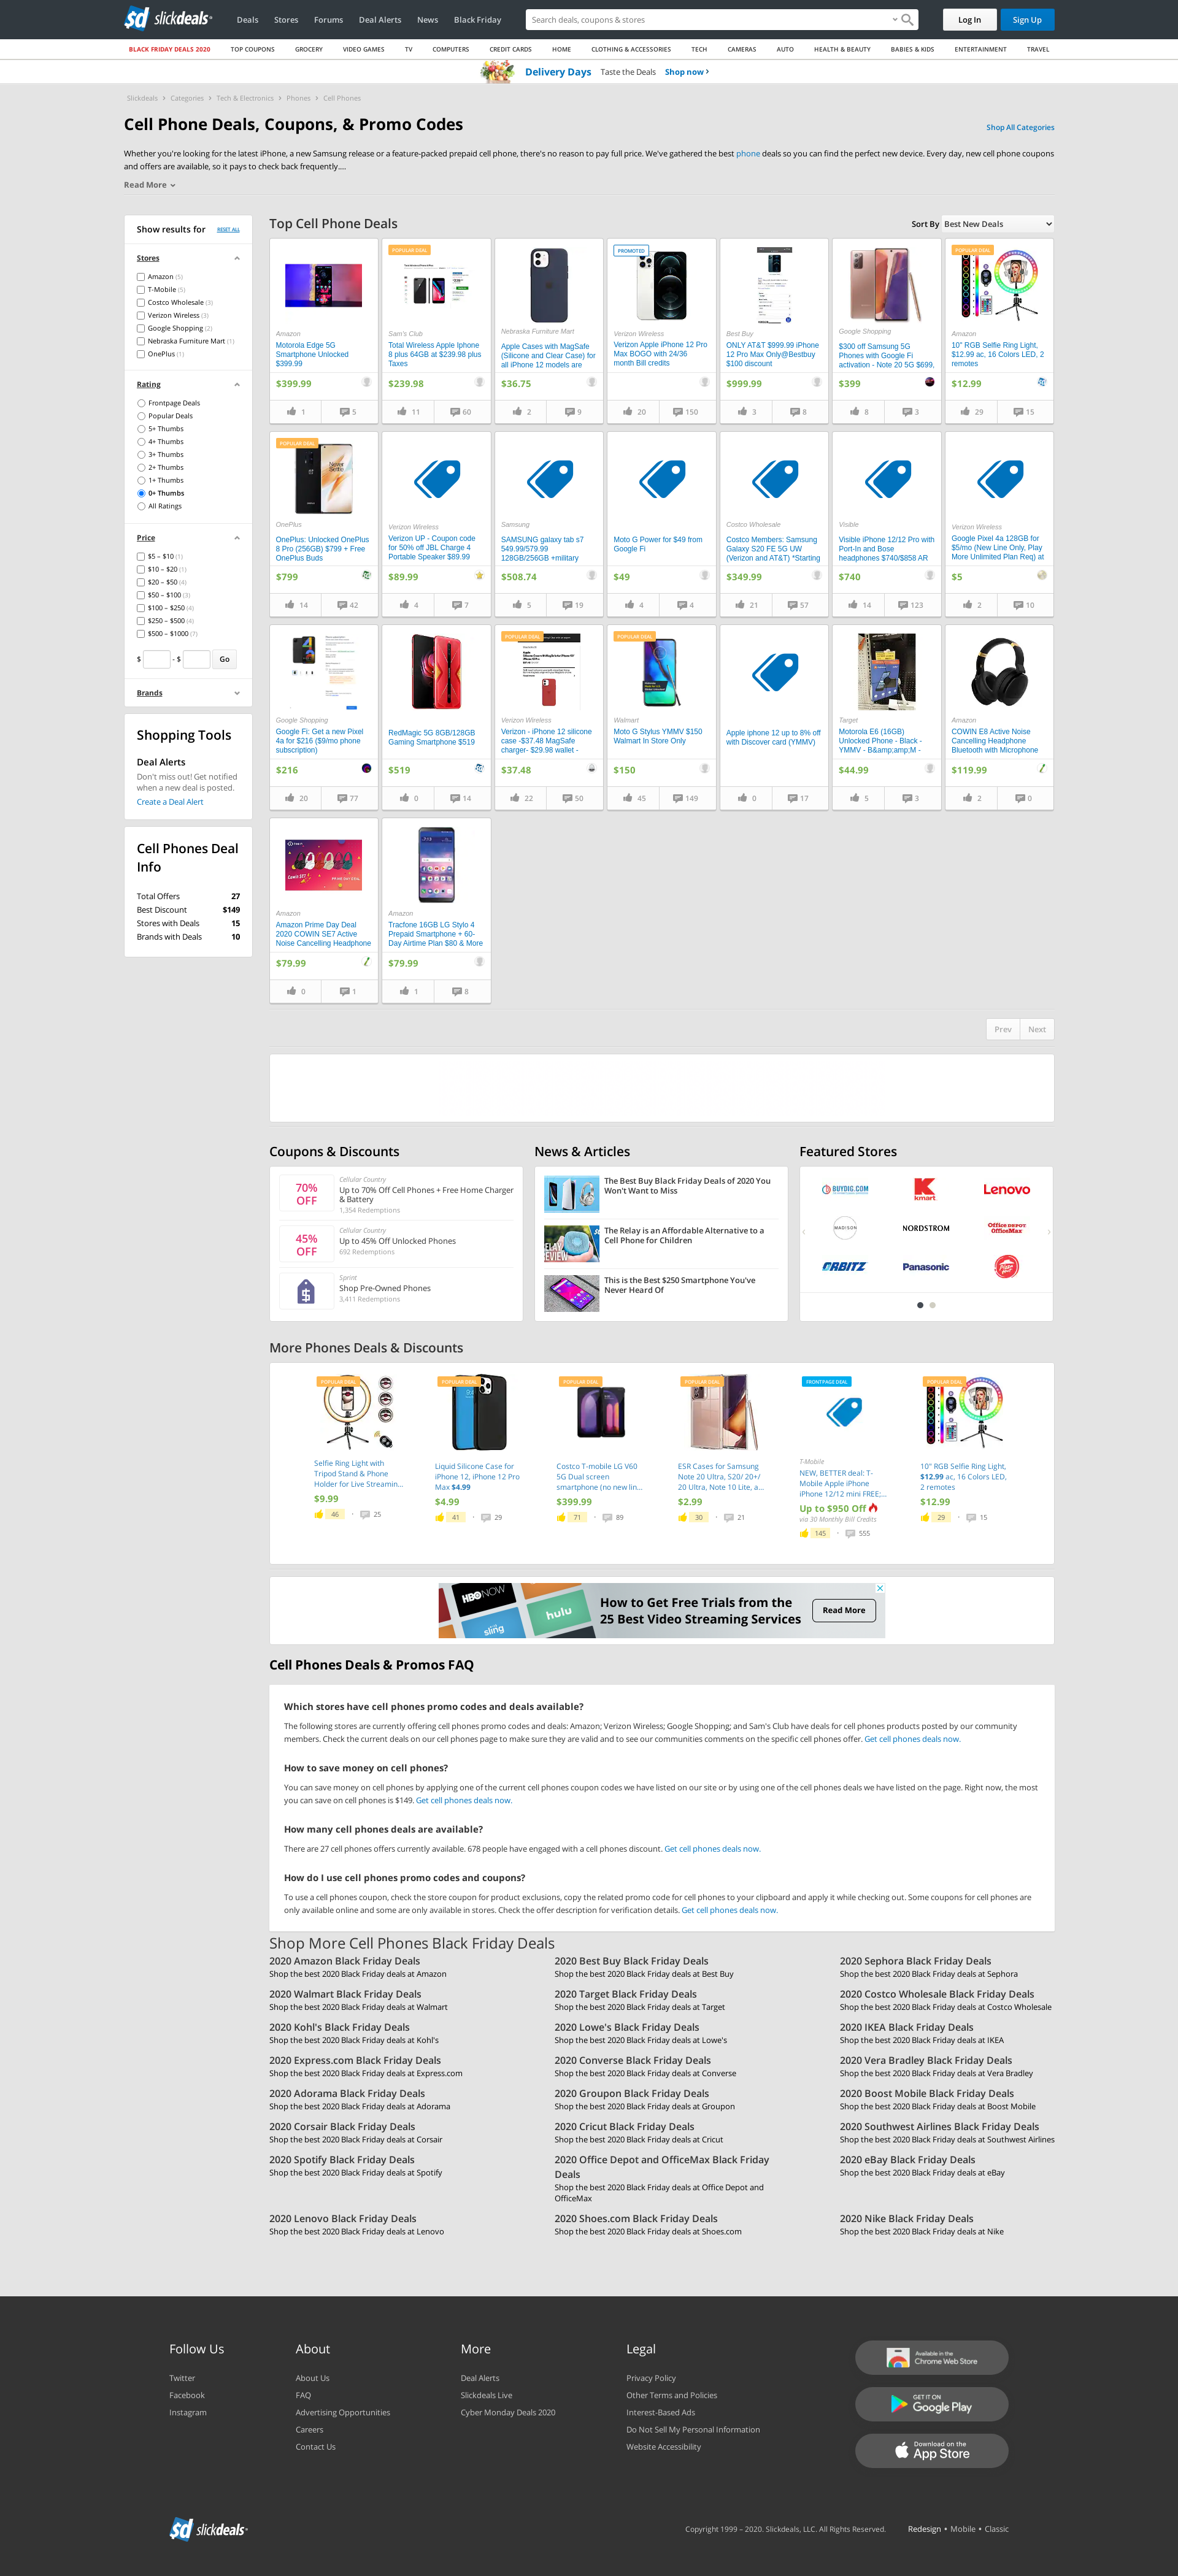 sd slickdeals
Deals Stores Forums Deal Alerts News Black Friday
Search deals, coupons & stores
Log In
Sign Up
BLACK FRIDAY DEALS 2020 TOP COUPONS GROCERY VIDEO GAMES TV COMPUTERS CREDIT CARDS HOME CLOTHING & ACCESSORIES TECH CAMERAS AUTO HEALTH & BEAUTY BABIES & KIDS ENTERTAINMENT TRAVEL
Delivery Days Taste the Deals Shop now
Slickdeals > Categories > Tech & Electronics > Phones > Cell Phones
Cell Phone Deals, Coupons, & Promo Codes
Shop All Categories
Whether you're looking for the latest iPhone, a new Samsung release or a feature-packed prepaid cell phone, there's no reason to pay full price. We've gathered the best phone deals so you can find the perfect new device. Every day, new cell phone coupons
and offers are available, so it pays to check back frequently....
Read More
Show results for RESET ALL
Stores
Amazon (5)
T-Mobile (5)
Costco Wholesale (3)
Verizon Wireless (3)
Google Shopping (2)
Nebraska Furniture Mart (1)
OnePlus (1)
Rating
Frontpage Deals
Popular Deals
5+ Thumbs
4+ Thumbs
3+ Thumbs
2+ Thumbs
1+ Thumbs
0+ Thumbs
All Ratings
Price
$5 – $10 (1)
$10 – $20 (1)
$20 – $50 (4)
$50 – $100 (3)
$100 – $250 (4)
$250 – $500 (4)
$500 – $1000 (7)
$ - $ Go
Brands
Shopping Tools
Deal Alerts
Don't miss out! Get notified
when a new deal is posted.
Create a Deal Alert
Cell Phones Deal
Info
Total Offers 27
Best Discount $149
Stores with Deals 15
Brands with Deals 10
Top Cell Phone Deals
Sort By Best New Deals
Amazon
Motorola Edge 5G
Smartphone Unlocked
$399.99
$399.99
1 5
POPULAR DEAL
Sam's Club
Total Wireless Apple Iphone
8 plus 64GB at $239.98 plus
Taxes
$239.98
11 60
Nebraska Furniture Mart
Apple Cases with MagSafe
(Silicone and Clear Case) for
all iPhone 12 models are
$36.75
2 9
PROMOTED
Verizon Wireless
Verizon Apple iPhone 12 Pro
Max BOGO with 24/36
month Bill credits
20 150
Best Buy
ONLY AT&T $999.99 iPhone
12 Pro Max Only@Bestbuy
$100 discount
$999.99
3 8
Google Shopping
$300 off Samsung 5G
Phones with Google Fi
activation - Note 20 5G $699,
$399
8 3
POPULAR DEAL
Amazon
10" RGB Selfie Ring Light,
$12.99 ac, 16 Colors LED, 2
remotes
$12.99
29 15
POPULAR DEAL
OnePlus
OnePlus: Unlocked OnePlus
8 Pro (256GB) $799 + Free
OnePlus Buds
$799
14 42
Verizon Wireless
Verizon UP - Coupon code
for 50% off JBL Charge 4
Portable Speaker $89.99
$89.99
4 7
Samsung
SAMSUNG galaxy tab s7
549.99/579.99
128GB/256GB +military
$508.74
5 19
Moto G Power for $49 from
Google Fi
$49
4 4
Costco Wholesale
Costco Members: Samsung
Galaxy S20 FE 5G UW
(Verizon and AT&T) *Starting
$349.99
21 57
Visible
Visible iPhone 12/12 Pro with
Port-In and Bose
headphones $740/$858 AR
$740
14 123
Verizon Wireless
Google Pixel 4a 128GB for
$5/mo (New Line Only, Play
More Unlimited Plan Req) at
$5
2 10
Google Shopping
Google Fi: Get a new Pixel
4a for $216 ($9/mo phone
subscription)
$216
20 77
RedMagic 5G 8GB/128GB
Gaming Smartphone $519
$519
0 14
POPULAR DEAL
Verizon Wireless
Verizon - iPhone 12 silicone
case -$37.48 MagSafe
charger- $29.98 wallet -
$37.48
22 50
POPULAR DEAL
Walmart
Moto G Stylus YMMV $150
Walmart In Store Only
$150
45 149
Apple iphone 12 up to 8% off
with Discover card (YMMV)
0 17
Target
Motorola E6 (16GB)
Unlocked Phone - Black -
YMMV - B&amp;amp;M -
$44.99
5 3
Amazon
COWIN E8 Active Noise
Cancelling Headphone
Bluetooth with Microphone
$119.99
2 0
Amazon
Amazon Prime Day Deal
2020 COWIN SE7 Active
Noise Cancelling Headphone
$79.99
0 1
Amazon
Tracfone 16GB LG Stylo 4
Prepaid Smartphone + 60-
Day Airtime Plan $80 & More
$79.99
1 8
Prev Next
Coupons & Discounts
70%
OFF
Cellular Country
Up to 70% Off Cell Phones + Free Home Charger
& Battery
1,354 Redemptions
45%
OFF
Cellular Country
Up to 45% Off Unlocked Phones
692 Redemptions
Sprint
Shop Pre-Owned Phones
3,411 Redemptions
News & Articles
The Best Buy Black Friday Deals of 2020 You
Won't Want to Miss
The Relay is an Affordable Alternative to a
Cell Phone for Children
This is the Best $250 Smartphone You've
Never Heard Of
Featured Stores
BUYDIG.COM kmart Lenovo
MADISON NORDSTROM Office DEPOT OfficeMax
ORBITZ Panasonic
More Phones Deals & Discounts
POPULAR DEAL
Selfie Ring Light with
Tripod Stand & Phone
Holder for Live Streamin...
$9.99
46 • 25
POPULAR DEAL
Liquid Silicone Case for
iPhone 12, iPhone 12 Pro
Max $4.99
$4.99
41 • 29
POPULAR DEAL
Costco T-mobile LG V60
5G Dual screen
smartphone (no new lin...
$399.99
71 • 89
POPULAR DEAL
ESR Cases for Samsung
Note 20 Ultra, S20/ 20+/
20 Ultra, Note 10 Lite, a...
$2.99
30 • 21
FRONTPAGE DEAL
T-Mobile
NEW, BETTER deal: T-
Mobile Apple iPhone
iPhone 12/12 mini FREE;...
Up to $950 Off
via 30 Monthly Bill Credits
145 • 555
POPULAR DEAL
10" RGB Selfie Ring Light,
$12.99 ac, 16 Colors LED,
2 remotes
$12.99
29 • 15
HBO NOW
sling
hulu
How to Get Free Trials from the
25 Best Video Streaming Services
Read More
Cell Phones Deals & Promos FAQ
Which stores have cell phones promo codes and deals available?
The following stores are currently offering cell phones promo codes and deals: Amazon; Verizon Wireless; Google Shopping; and Sam's Club have deals for cell phones products posted by our community
members. Check the current deals on our cell phones page to make sure they are valid and to see our communities comments on the specific cell phones offer. Get cell phones deals now.
How to save money on cell phones?
You can save money on cell phones by applying one of the current cell phones coupon codes we have listed on our site or by using one of the cell phones deals we have listed on the page. Right now, the most
you can save on cell phones is $149. Get cell phones deals now.
How many cell phones deals are available?
There are 27 cell phones offers currently available. 678 people have engaged with a cell phones discount. Get cell phones deals now.
How do I use cell phones promo codes and coupons?
To use a cell phones coupon, check the store coupon for product exclusions, copy the related promo code for cell phones to your clipboard and apply it while checking out. Some coupons for cell phones are
only available online and some are only available in stores. Check the offer description for verification details. Get cell phones deals now.
Shop More Cell Phones Black Friday Deals
2020 Amazon Black Friday Deals
Shop the best 2020 Black Friday deals at Amazon
2020 Best Buy Black Friday Deals
Shop the best 2020 Black Friday deals at Best Buy
2020 Sephora Black Friday Deals
Shop the best 2020 Black Friday deals at Sephora
2020 Walmart Black Friday Deals
Shop the best 2020 Black Friday deals at Walmart
2020 Target Black Friday Deals
Shop the best 2020 Black Friday deals at Target
2020 Costco Wholesale Black Friday Deals
Shop the best 2020 Black Friday deals at Costco Wholesale
2020 Kohl's Black Friday Deals
Shop the best 2020 Black Friday deals at Kohl's
2020 Lowe's Black Friday Deals
Shop the best 2020 Black Friday deals at Lowe's
2020 IKEA Black Friday Deals
Shop the best 2020 Black Friday deals at IKEA
2020 Express.com Black Friday Deals
Shop the best 2020 Black Friday deals at Express.com
2020 Converse Black Friday Deals
Shop the best 2020 Black Friday deals at Converse
2020 Vera Bradley Black Friday Deals
Shop the best 2020 Black Friday deals at Vera Bradley
2020 Adorama Black Friday Deals
Shop the best 2020 Black Friday deals at Adorama
2020 Groupon Black Friday Deals
Shop the best 2020 Black Friday deals at Groupon
2020 Boost Mobile Black Friday Deals
Shop the best 2020 Black Friday deals at Boost Mobile
2020 Corsair Black Friday Deals
Shop the best 2020 Black Friday deals at Corsair
2020 Cricut Black Friday Deals
Shop the best 2020 Black Friday deals at Cricut
2020 Southwest Airlines Black Friday Deals
Shop the best 2020 Black Friday deals at Southwest Airlines
2020 Spotify Black Friday Deals
Shop the best 2020 Black Friday deals at Spotify
2020 Office Depot and OfficeMax Black Friday
Deals
Shop the best 2020 Black Friday deals at Office Depot and
OfficeMax
2020 eBay Black Friday Deals
Shop the best 2020 Black Friday deals at eBay
2020 Lenovo Black Friday Deals
Shop the best 2020 Black Friday deals at Lenovo
2020 Shoes.com Black Friday Deals
Shop the best 2020 Black Friday deals at Shoes.com
2020 Nike Black Friday Deals
Shop the best 2020 Black Friday deals at Nike
Follow Us
Twitter
Facebook
Instagram
About
About Us
FAQ
Advertising Opportunities
Careers
Contact Us
More
Deal Alerts
Slickdeals Live
Cyber Monday Deals 2020
Legal
Privacy Policy
Other Terms and Policies
Interest-Based Ads
Do Not Sell My Personal Information
Website Accessibility
Available in the
Chrome Web Store
GET IT ON
Google Play
Download on the
App Store
sd slickdeals
Copyright 1999 – 2020. Slickdeals, LLC. All Rights Reserved. Redesign • Mobile • Classic